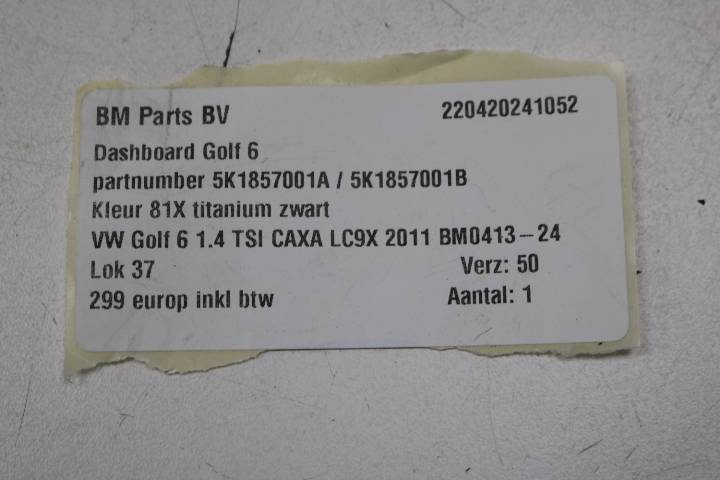 BM Parts BV 220420241052
Dashboard Golf 6
partnumber 5K1857001A / 5K1857001B
Kleur 81X titanium zwart
VW Golf 6 1.4 TSI CAXA LC9X 2011 BM0413-24
Lok 37 Verz: 50
299 europ inkl btw Aantal: 1